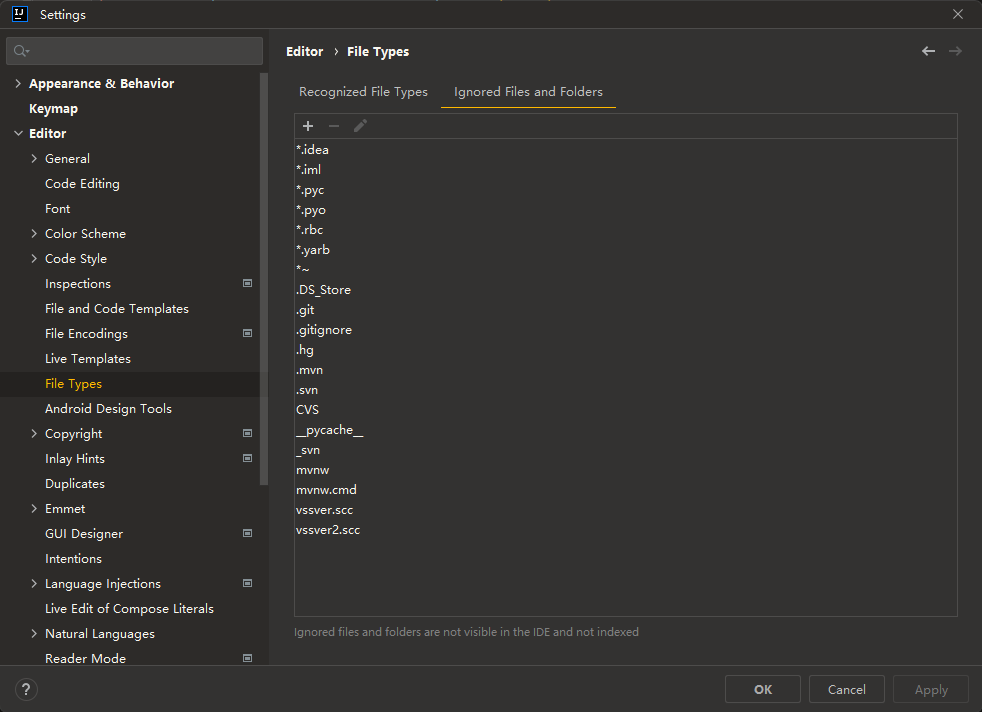 IJ
Settings
Appearance & Behavior
Keymap
Editor
General
Code Editing
Font
Color Scheme
Code Style
Inspections
File and Code Templates
File Encodings
Live Templates
File Types
Android Design Tools
Copyright
Inlay Hints
Duplicates
Emmet
GUI Designer
Intentions
Language Injections
Live Edit of Compose Literals
Natural Languages
Reader Mode
Editor › File Types
Recognized File Types Ignored Files and Folders
*.idea
*.iml
*.pyc
*.pyo
*.rbc
*.yarb
*~
.DS_Store
.git
.gitignore
.hg
.mvn
.svn
CVS
__pycache__
_svn
mvnw
mvnw.cmd
vssver.scc
vssver2.scc
Ignored files and folders are not visible in the IDE and not indexed
? OK Cancel Apply